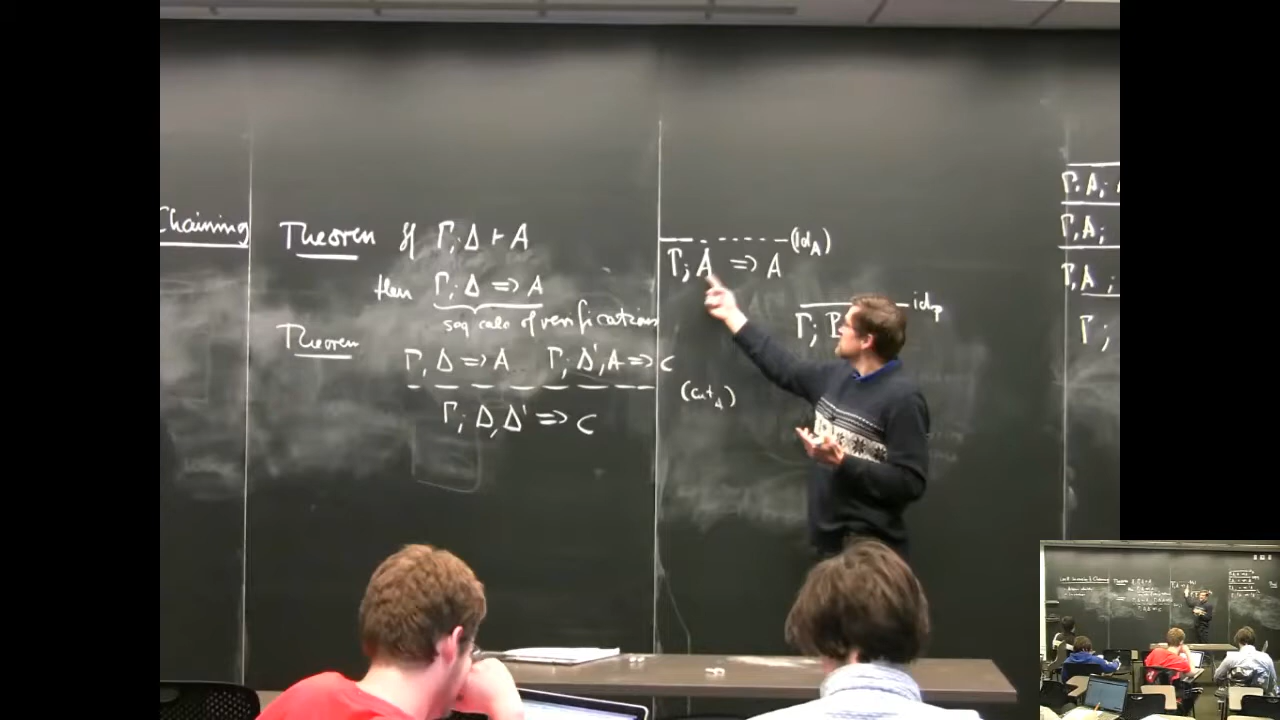 Chaining
Theorem If Γ; Δ ⊢ A
then Γ; Δ ⇒ A
seq calc of verifications
Theorem
Γ, Δ ⇒ A Γ; Δ', A ⇒ C
(cut_A)
Γ; Δ, Δ' ⇒ C
(id_A)
Γ; A ⇒ A
id_p
Γ; P
Γ, A;
Γ, A;
Γ, A;
Γ;